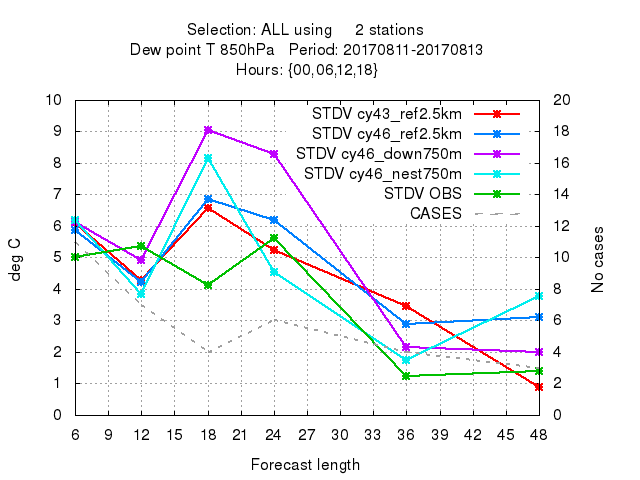 Selection: ALL using     2 stations
Dew point T 850hPa   Period: 20170811-20170813
Hours: {00,06,12,18}
10 20
9 18
8 16
7 14
6 12
5 10
4 8
3 6
2 4
1 2
0 0
STDV cy43_ref2.5km
STDV cy46_ref2.5km
STDV cy46_down750m
STDV cy46_nest750m
STDV OBS
CASES
deg C
No cases
6 9 12 15 18 21 24 27 30 33 36 39 42 45 48
Forecast length